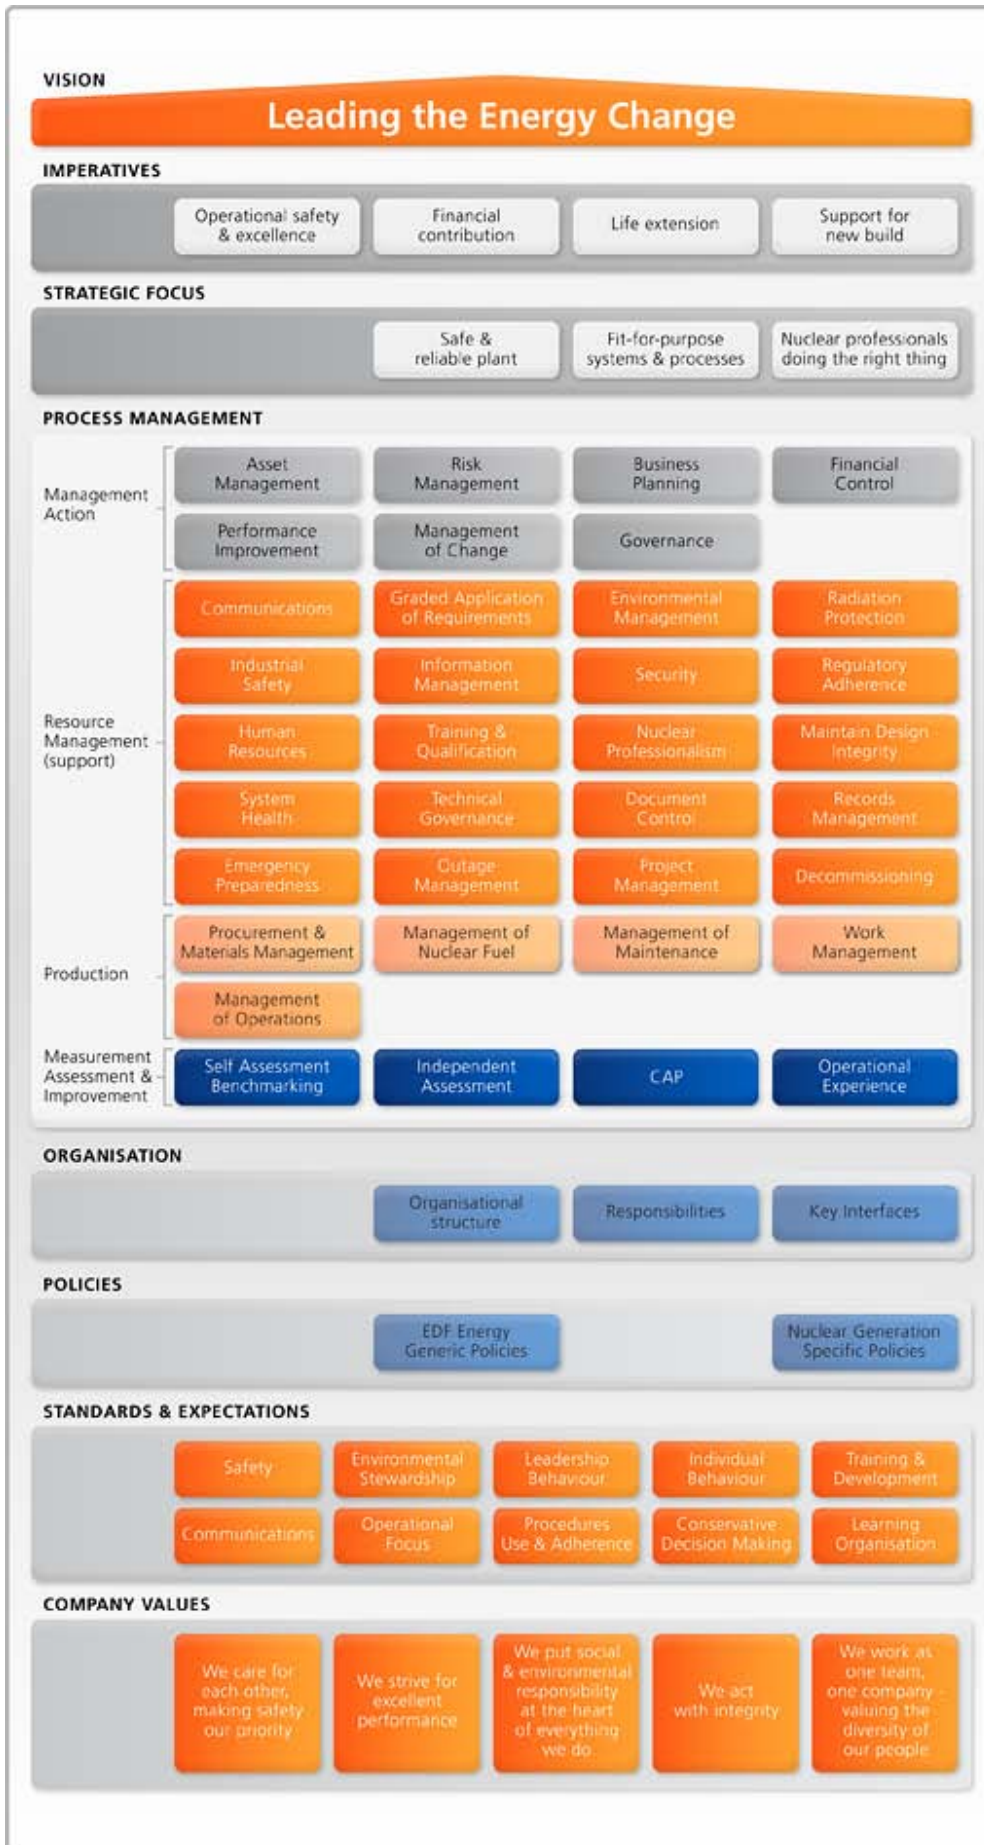 VISION
Leading the Energy Change
IMPERATIVES
Operational safety
& excellence
Financial
contribution
Life extension
Support for
new build
STRATEGIC FOCUS
Safe &
reliable plant
Fit-for-purpose
systems & processes
Nuclear professionals
doing the right thing
PROCESS MANAGEMENT
Management
Action
Asset
Management
Risk
Management
Business
Planning
Financial
Control
Performance
Improvement
Management
of Change
Governance
Resource
Management
(support)
Communications
Graded Application
of Requirements
Environmental
Management
Radiation
Protection
Industrial
Safety
Information
Management
Security
Regulatory
Adherence
Human
Resources
Training &
Qualification
Nuclear
Professionalism
Maintain Design
Integrity
System
Health
Technical
Governance
Document
Control
Records
Management
Emergency
Preparedness
Outage
Management
Project
Management
Decommissioning
Production
Procurement &
Materials Management
Management of
Nuclear Fuel
Management of
Maintenance
Work
Management
Management
of Operations
Measurement
Assessment &
Improvement
Self Assessment
Benchmarking
Independent
Assessment
CAP
Operational
Experience
ORGANISATION
Organisational
structure
Responsibilities
Key Interfaces
POLICIES
EDF Energy
Generic Policies
Nuclear Generation
Specific Policies
STANDARDS & EXPECTATIONS
Safety
Environmental
Stewardship
Leadership
Behaviour
Individual
Behaviour
Training &
Development
Communications
Operational
Focus
Procedures
Use & Adherence
Conservative
Decision Making
Learning
Organisation
COMPANY VALUES
We care for
each other,
making safety
our priority
We strive for
excellent
performance
We put social
& environmental
responsibility
at the heart
of everything
we do
We act
with integrity
We work as
one team,
one company -
valuing the
diversity of
our people